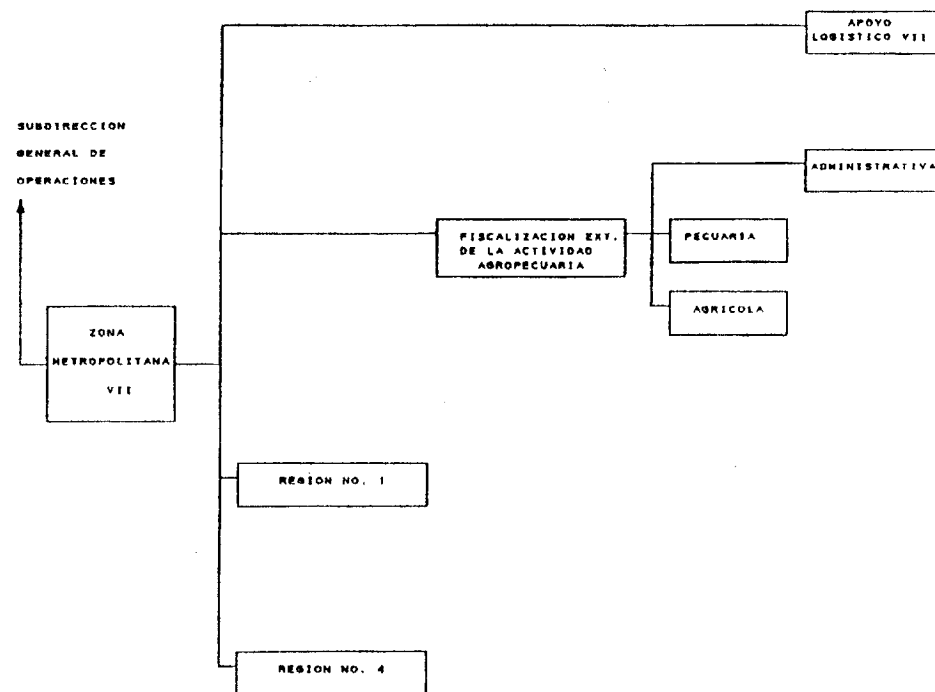 APOYO
LOGISTICO VII
SUBDIRECCION
GENERAL DE
OPERACIONES
ADMINISTRATIVA
FISCALIZACION EXT.
DE LA ACTIVIDAD
AGROPECUARIA
PECUARIA
AGRICOLA
ZONA
METROPOLITANA
VII
REGION NO. 1
REGION NO. 4